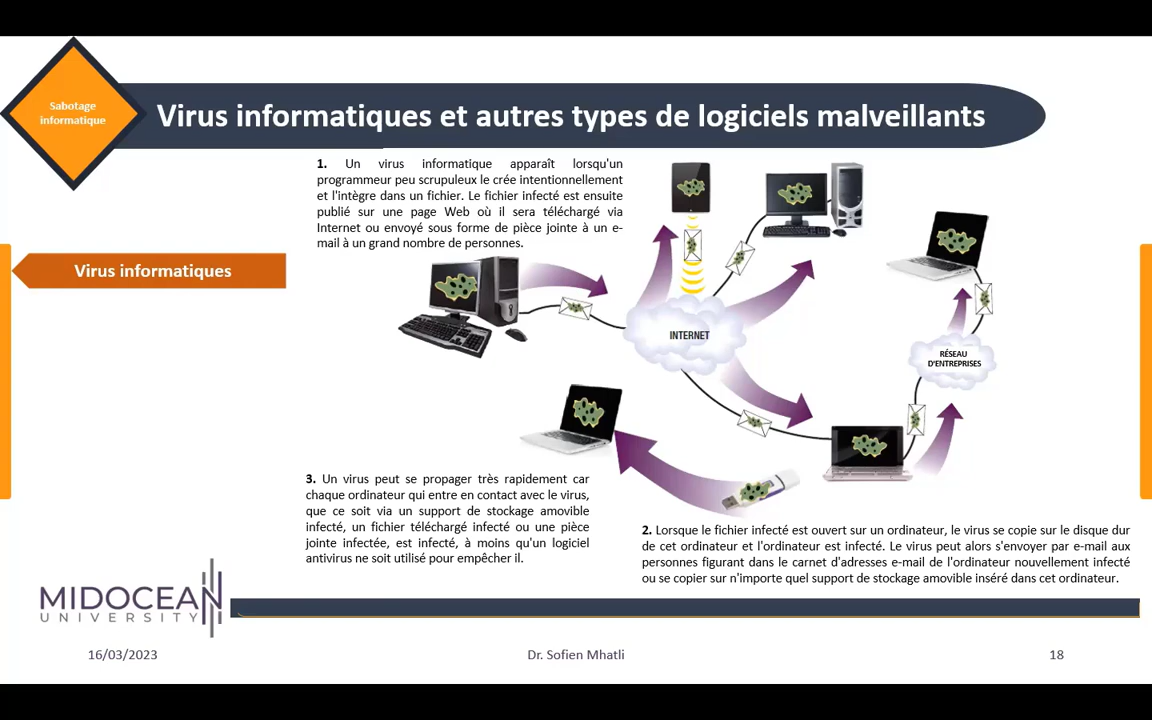 Sabotage
informatique
Virus informatiques et autres types de logiciels malveillants
1. Un virus informatique apparaît lorsqu'un
programmeur peu scrupuleux le crée intentionnellement
et l'intègre dans un fichier. Le fichier infecté est ensuite
publié sur une page Web où il sera téléchargé via
Internet ou envoyé sous forme de pièce jointe à un e-
mail à un grand nombre de personnes.
Virus informatiques
INTERNET
RÉSEAU
D'ENTREPRISES
3. Un virus peut se propager très rapidement car
chaque ordinateur qui entre en contact avec le virus,
que ce soit via un support de stockage amovible
infecté, un fichier téléchargé infecté ou une pièce
jointe infectée, est infecté, à moins qu'un logiciel
antivirus ne soit utilisé pour empêcher il.
2. Lorsque le fichier infecté est ouvert sur un ordinateur, le virus se copie sur le disque dur
de cet ordinateur et l'ordinateur est infecté. Le virus peut alors s'envoyer par e-mail aux
personnes figurant dans le carnet d'adresses e-mail de l'ordinateur nouvellement infecté
ou se copier sur n'importe quel support de stockage amovible inséré dans cet ordinateur.
MIDOCEAN
UNIVERSITY
16/03/2023
Dr. Sofien Mhatli
18